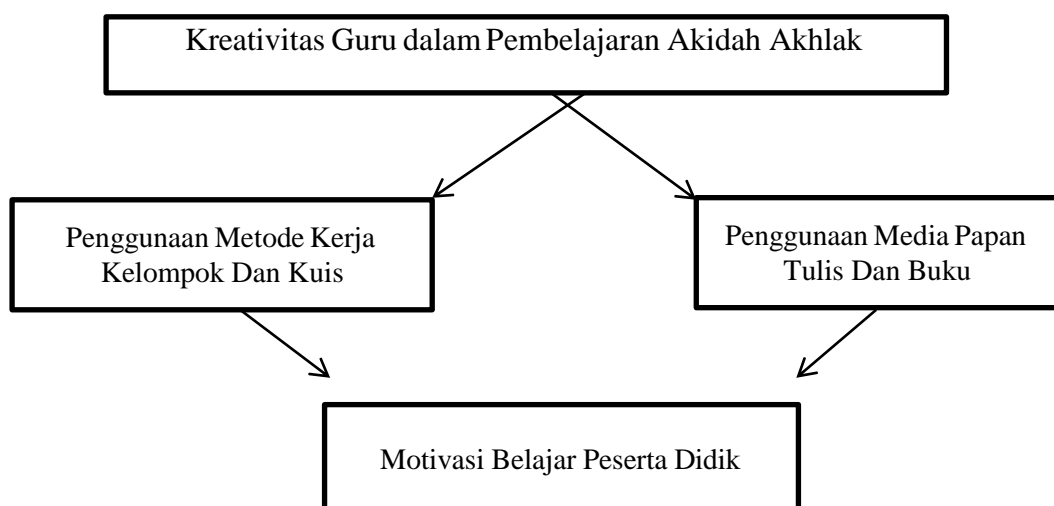 Kreativitas Guru dalam Pembelajaran Akidah Akhlak
Penggunaan Metode Kerja
Kelompok Dan Kuis
Penggunaan Media Papan
Tulis Dan Buku
Motivasi Belajar Peserta Didik